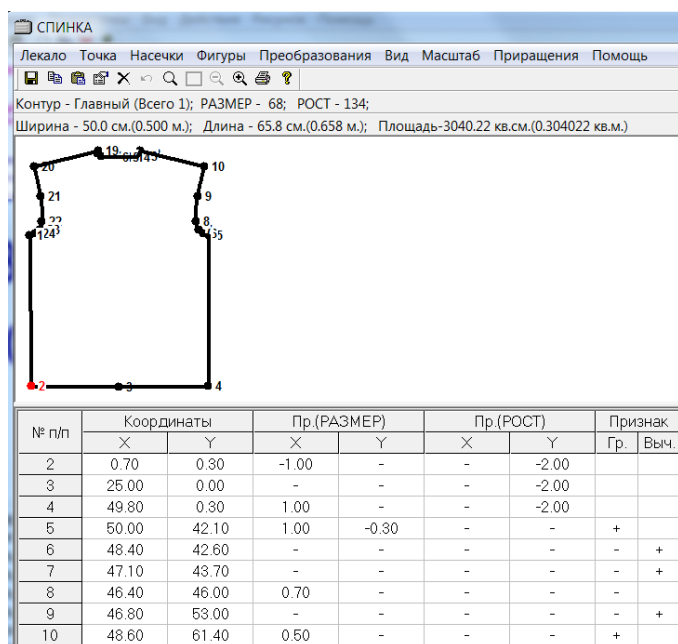 СПИНКА
Лекало Точка Насечки Фигуры Преобразования Вид Масштаб Приращения Помощь
Контур - Главный (Всего 1); РАЗМЕР - 68; РОСТ - 134;
Ширина - 50.0 см.(0.500 м.); Длина - 65.8 см.(0.658 м.); Площадь-3040.22 кв.см.(0.304022 кв.м.)
20 19 10
21 9
22 8
2 3 4
№ п/п Координаты Пр.(РАЗМЕР) Пр.(РОСТ) Признак
X Y X Y X Y Гр. Выч.
2 0.70 0.30 -1.00 - - -2.00
3 25.00 0.00 - - - -2.00
4 49.80 0.30 1.00 - - -2.00
5 50.00 42.10 1.00 -0.30 - - +
6 48.40 42.60 - - - - - +
7 47.10 43.70 - - - - - +
8 46.40 46.00 0.70 - - - - -
9 46.80 53.00 - - - - - +
10 48.60 61.40 0.50 - - - +